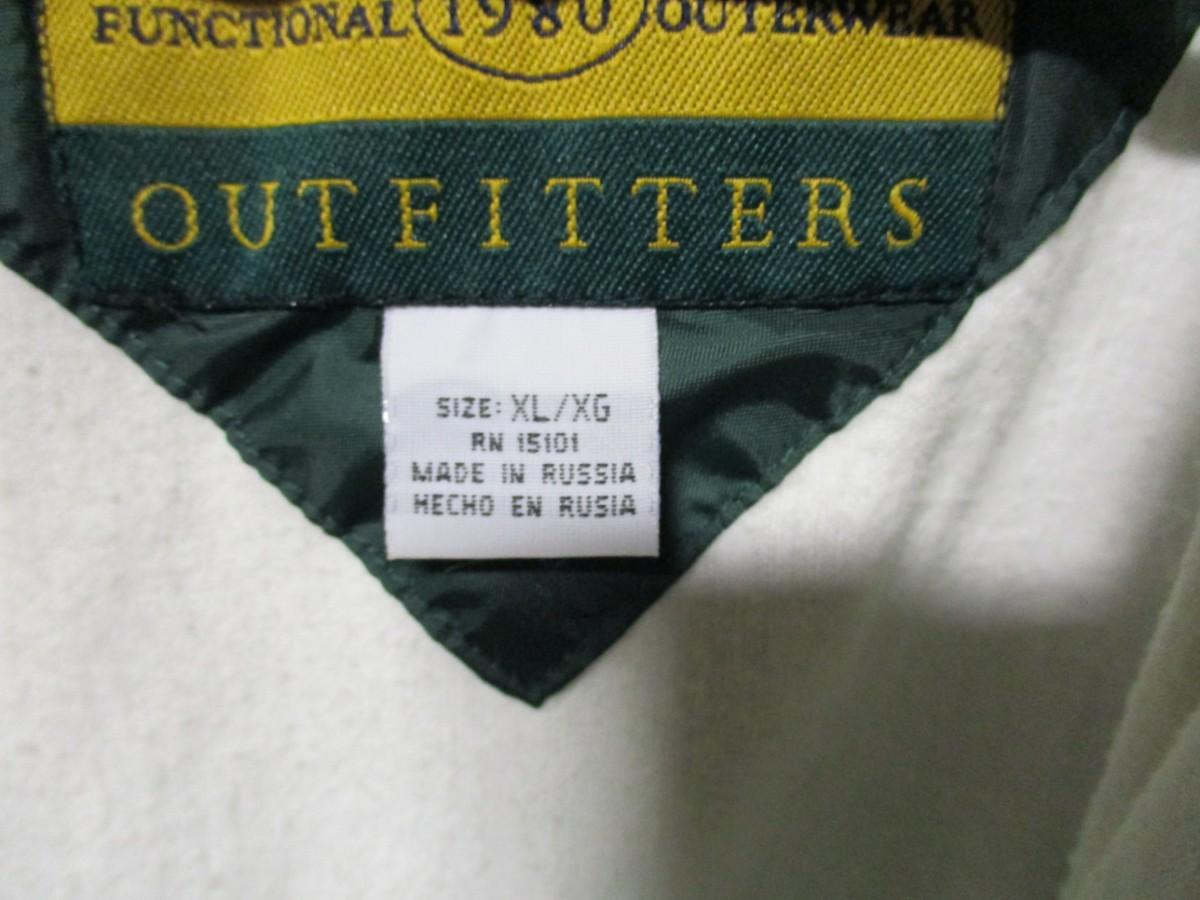 FUNCTIONAL 1980 OUTERWEAR
OUTFITTERS
SIZE: XL/XG
RN 15101
MADE IN RUSSIA
HECHO EN RUSIA